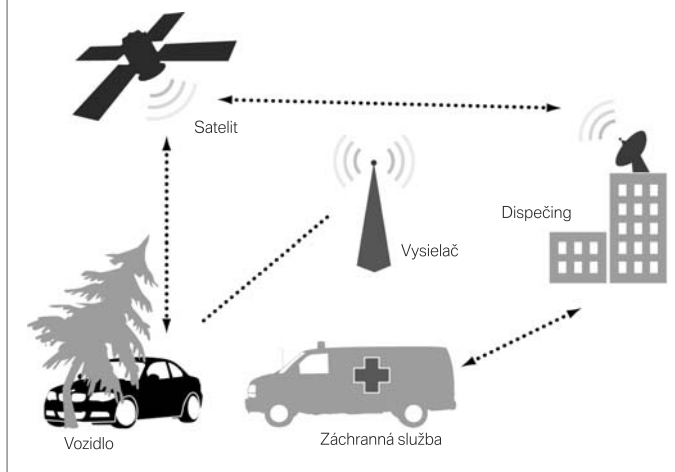 Satelit
Dispečing
Vysielač
Vozidlo
Záchranná služba